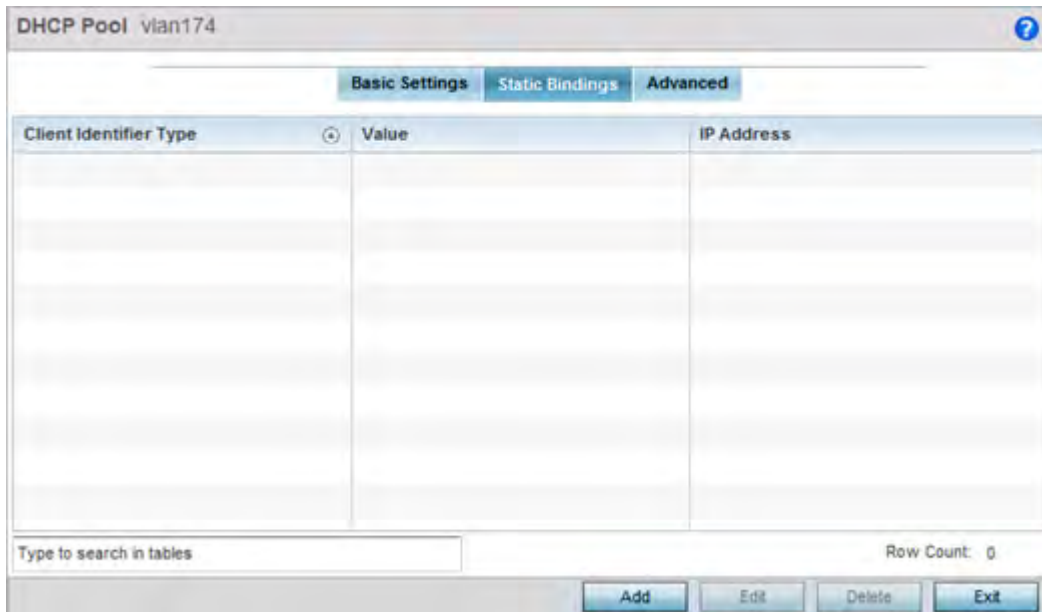 DHCP Pool vlan174
?
Basic Settings Static Bindings Advanced
Client Identifier Type Value IP Address
Type to search in tables Row Count: 0
Add Edit Delete Exit